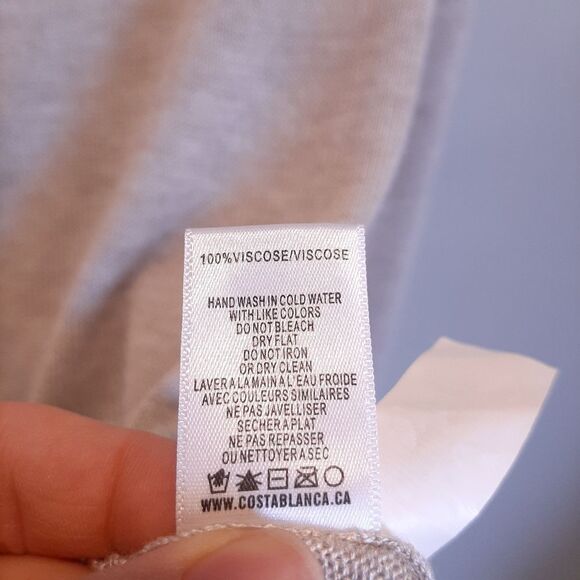 100%VISCOSE/VISCOSE
HAND WASH IN COLD WATER
WITH LIKE COLORS
DO NOT BLEACH
DRY FLAT
DO NOT IRON
OR DRY CLEAN
LAVER A LA MAIN A L'EAU FROIDE
AVEC COULEURS SIMILAIRES
NE PAS JAVELLISER
SECHER A PLAT
NE PAS REPASSER
OU NETTOYER A SEC
WWW.COSTABLANCA.CA